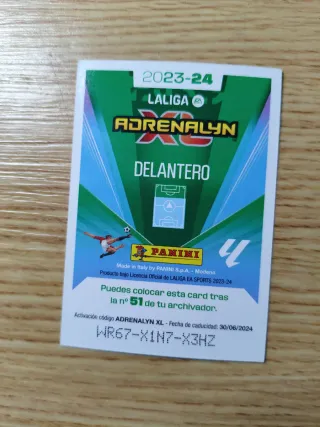 2023-24
LALIGA
ADRENALYN
XL
DELANTERO
PANINI
Made in Italy by PANINI S.p.A. - Modena
Producto bajo Licencia Oficial de LALIGA EA SPORTS 2023-24
Puedes colocar esta card tras
la nº 51 de tu archivador.
Activación código ADRENALYN XL - Fecha de caducidad: 30/06/2024
WR67-X1N7-X3HZ